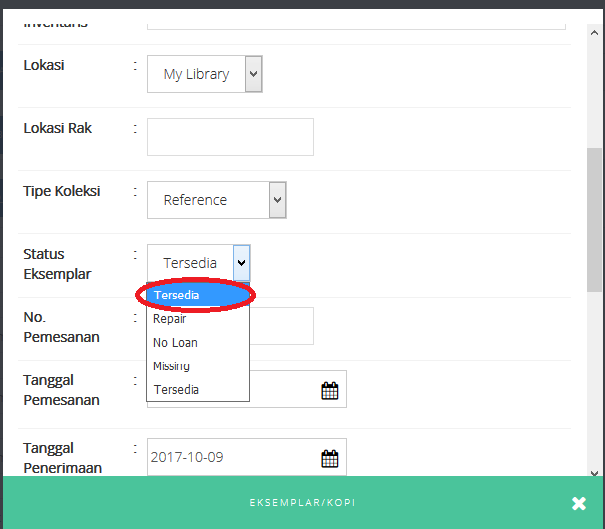 Inventaris
Lokasi : My Library
Lokasi Rak :
Tipe Koleksi : Reference
Status : Tersedia
Eksemplar
Tersedia
No. :
Repair
Pemesanan
No Loan
Missing
Tanggal :
Pemesanan
Tersedia
Tanggal : 2017-10-09
Penerimaan
EKSEMPLAR/KOPI